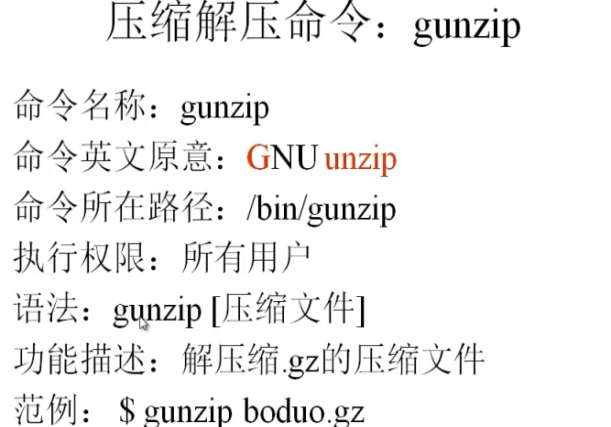 压缩解压命令：gunzip
命令名称：gunzip
命令英文原意：GNU unzip
命令所在路径：/bin/gunzip
执行权限：所有用户
语法：gunzip [压缩文件]
功能描述：解压缩.gz的压缩文件
范例：$ gunzip boduo.gz